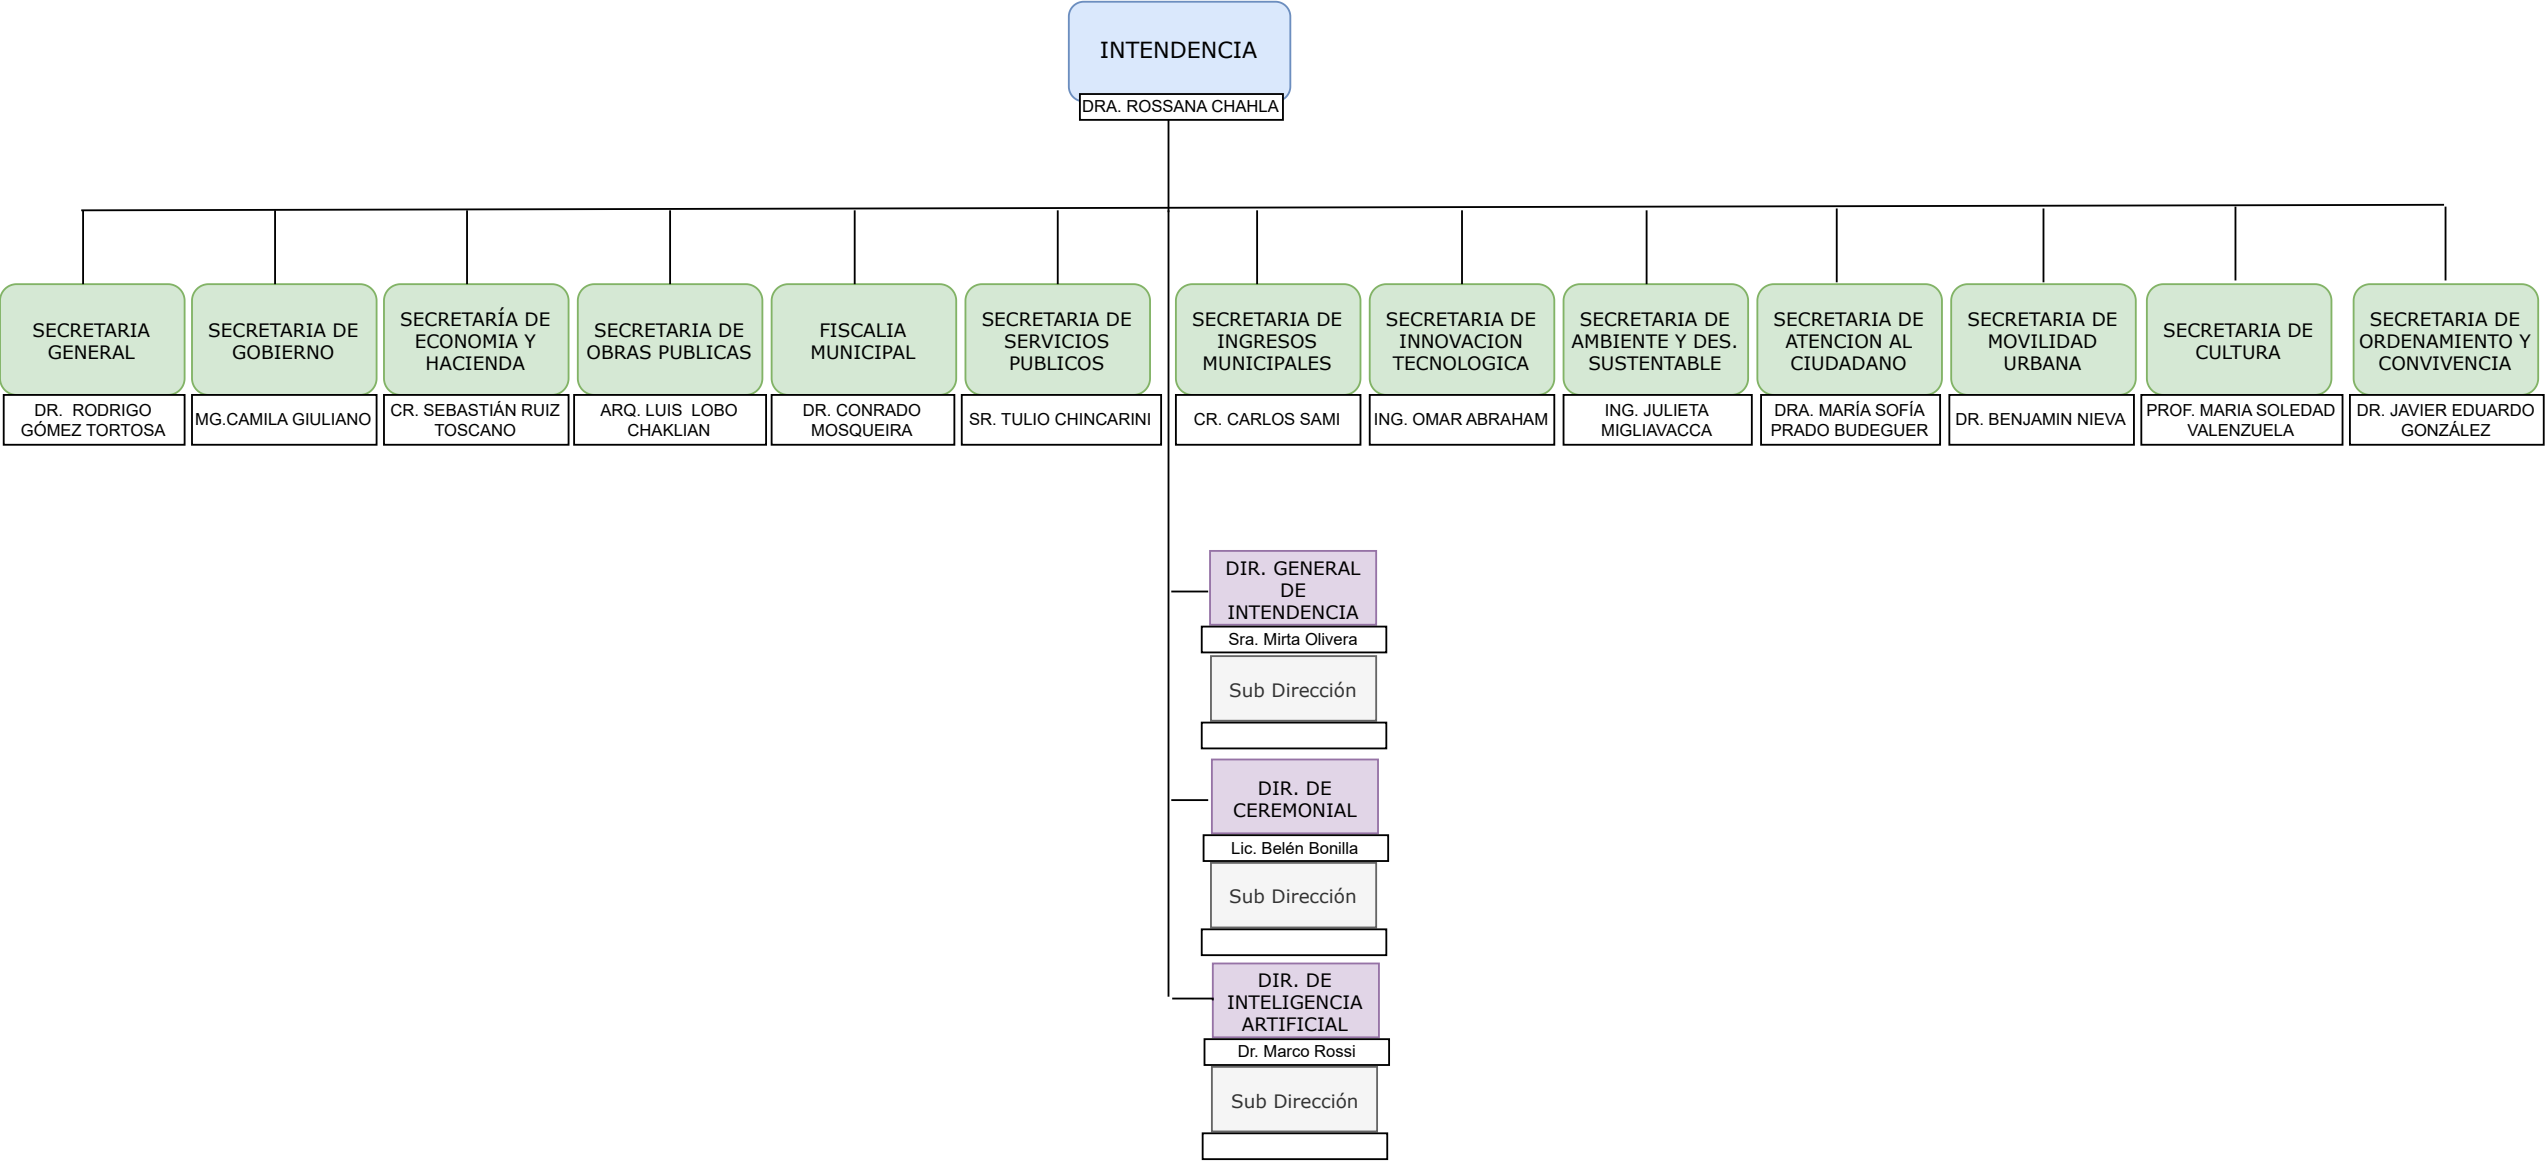 INTENDENCIA
DRA. ROSSANA CHAHLA
SECRETARIA
GENERAL
DR.  RODRIGO
GÓMEZ TORTOSA
SECRETARIA DE
GOBIERNO
MG.CAMILA GIULIANO
SECRETARÍA DE
ECONOMIA Y
HACIENDA
CR. SEBASTIÁN RUIZ
TOSCANO
SECRETARIA DE
OBRAS PUBLICAS
ARQ. LUIS  LOBO
CHAKLIAN
FISCALIA
MUNICIPAL
DR. CONRADO
MOSQUEIRA
SECRETARIA DE
SERVICIOS
PUBLICOS
SR. TULIO CHINCARINI
SECRETARIA DE
INGRESOS
MUNICIPALES
CR. CARLOS SAMI
SECRETARIA DE
INNOVACION
TECNOLOGICA
ING. OMAR ABRAHAM
SECRETARIA DE
AMBIENTE Y DES.
SUSTENTABLE
ING. JULIETA
MIGLIAVACCA
SECRETARIA DE
ATENCION AL
CIUDADANO
DRA. MARÍA SOFÍA
PRADO BUDEGUER
SECRETARIA DE
MOVILIDAD
URBANA
DR. BENJAMIN NIEVA
SECRETARIA DE
CULTURA
PROF. MARIA SOLEDAD
VALENZUELA
SECRETARIA DE
ORDENAMIENTO Y
CONVIVENCIA
DR. JAVIER EDUARDO
GONZÁLEZ
DIR. GENERAL
DE
INTENDENCIA
Sra. Mirta Olivera
Sub Dirección
DIR. DE
CEREMONIAL
Lic. Belén Bonilla
Sub Dirección
DIR. DE
INTELIGENCIA
ARTIFICIAL
Dr. Marco Rossi
Sub Dirección